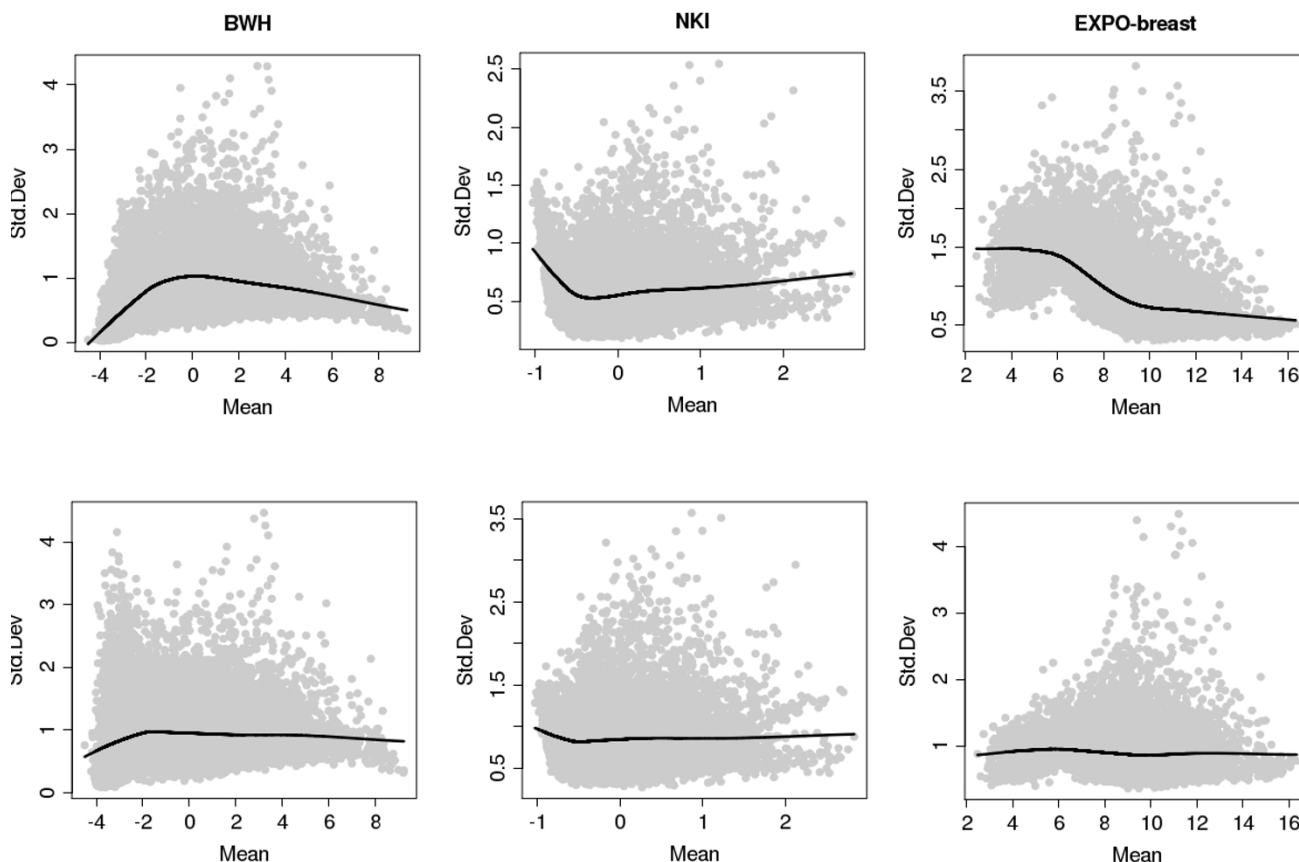 BWH
NKI
EXPO-breast
Std.Dev
0 1 2 3 4
-4 -2 0 2 4 6 8
Mean
Std.Dev
0.5 1.0 1.5 2.0 2.5
-1 0 1 2
Mean
Std.Dev
0.5 1.5 2.5 3.5
2 4 6 8 10 12 14 16
Mean
Std.Dev
0 1 2 3 4
-4 -2 0 2 4 6 8
Mean
Std.Dev
0.5 1.5 2.5 3.5
-1 0 1 2
Mean
Std.Dev
1 2 3 4
2 4 6 8 10 12 14 16
Mean